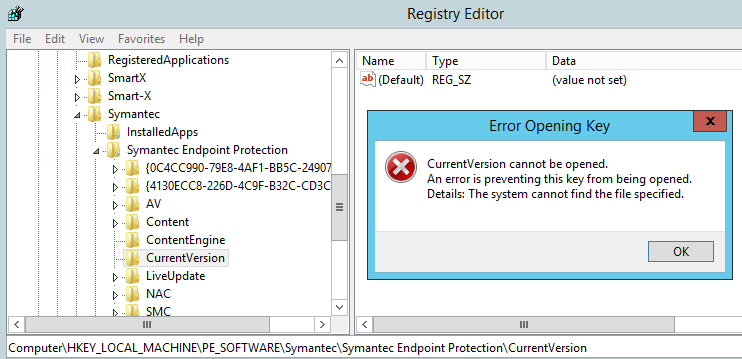 Registry Editor
File Edit View Favorites Help
RegisteredApplications
SmartX
Smart-X
Symantec
InstalledApps
Symantec Endpoint Protection
{0C4CC990-79E8-4AF1-BB5C-24907
{4130ECC8-226D-4C9F-B32C-CD3C
AV
Content
ContentEngine
CurrentVersion
LiveUpdate
NAC
SMC
Name Type Data
ab (Default) REG_SZ (value not set)
Error Opening Key
x
CurrentVersion cannot be opened.
An error is preventing this key from being opened.
Details: The system cannot find the file specified.
OK
Computer\HKEY_LOCAL_MACHINE\PE_SOFTWARE\Symantec\Symantec Endpoint Protection\CurrentVersion